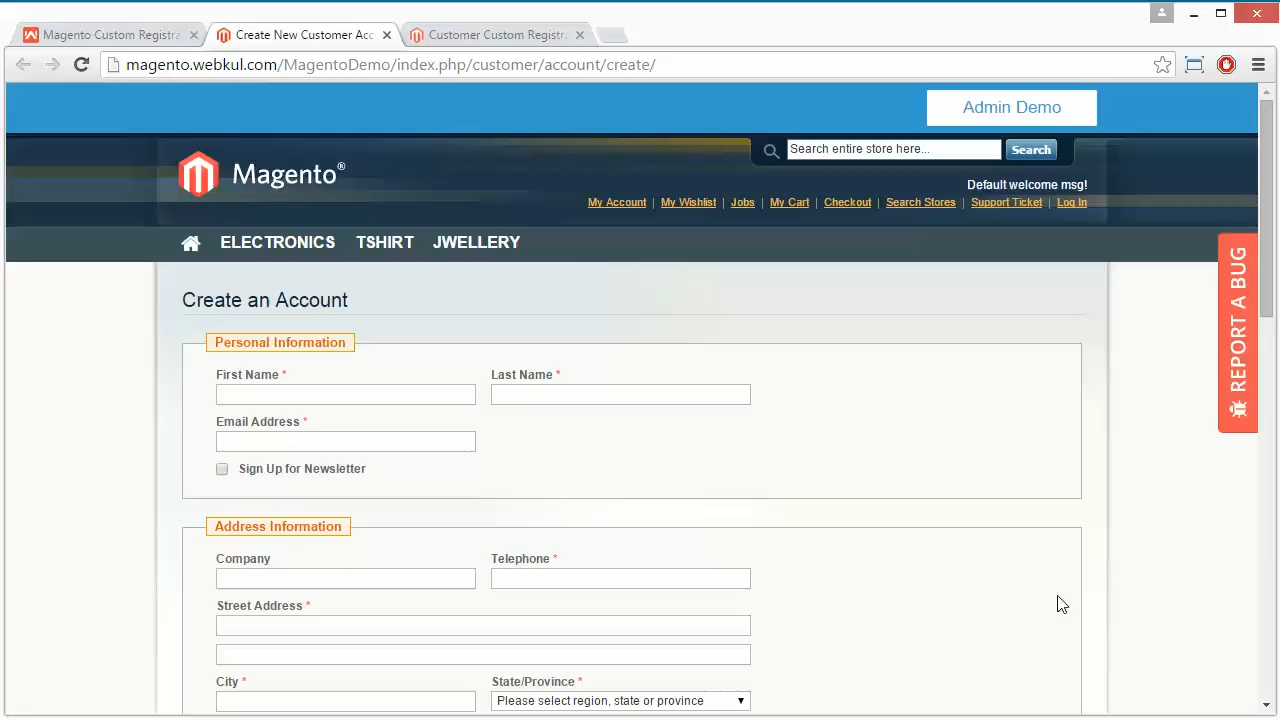 Magento Custom Registra
Create New Customer Acc
Customer Custom Registra
magento.webkul.com/MagentoDemo/index.php/customer/account/create/
Admin Demo
Magento®
Search entire store here...
Search
Default welcome msg!
My Account | My Wishlist | Jobs | My Cart | Checkout | Search Stores | Support Ticket | Log In
ELECTRONICS TSHIRT JWELLERY
REPORT A BUG
Create an Account
Personal Information
First Name *
Last Name *
Email Address *
Sign Up for Newsletter
Address Information
Company
Telephone *
Street Address *
City *
State/Province *
Please select region, state or province